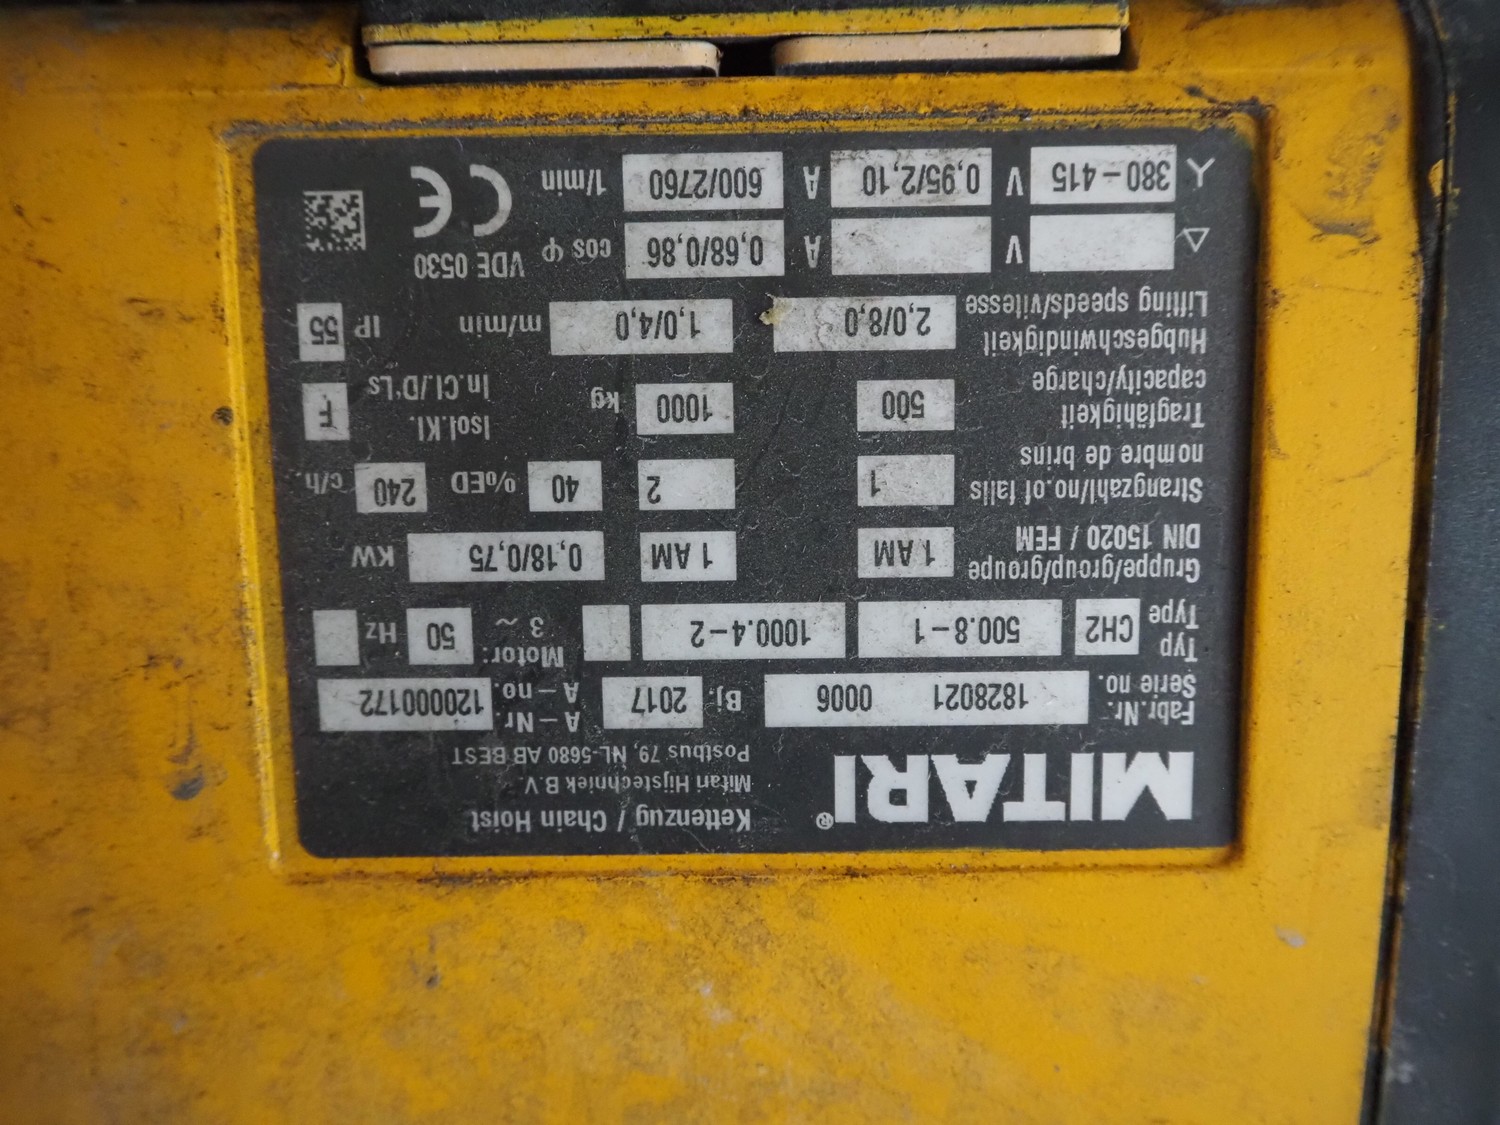 MITARI®
Kettenzug / Chain Hoist
Mitari Hijstechniek B.V.
Postbus 79, NL-5680 AB BEST
Fabr.Nr. 1828021 0006 Bj. 2017 A-Nr. 120000172
Serie no. A-no.
Typ CH2 500.8-1 1000.4-2 Motor: 3 ~ 50 Hz
Type
Gruppe/group/groupe 1 AM 1 AM 0,18/0,75 KW
DIN 15020 / FEM
Strangzahl/no.of falls 1 2 40 %ED 240 c/h.
nombre de brins
Tragfähigkeit 500 1000 kg Isol.Kl. F
capacity/charge In.Cl./D'Ls
Hubgeschwindigkeit 2,0/8,0 1,0/4,0 m/min IP 55
Lifting speeds/vitesse
△ V A 0,68/0,86 cos φ VDE 0530
Y 380-415 V 0,95/2,10 A 600/2760 1/min CE